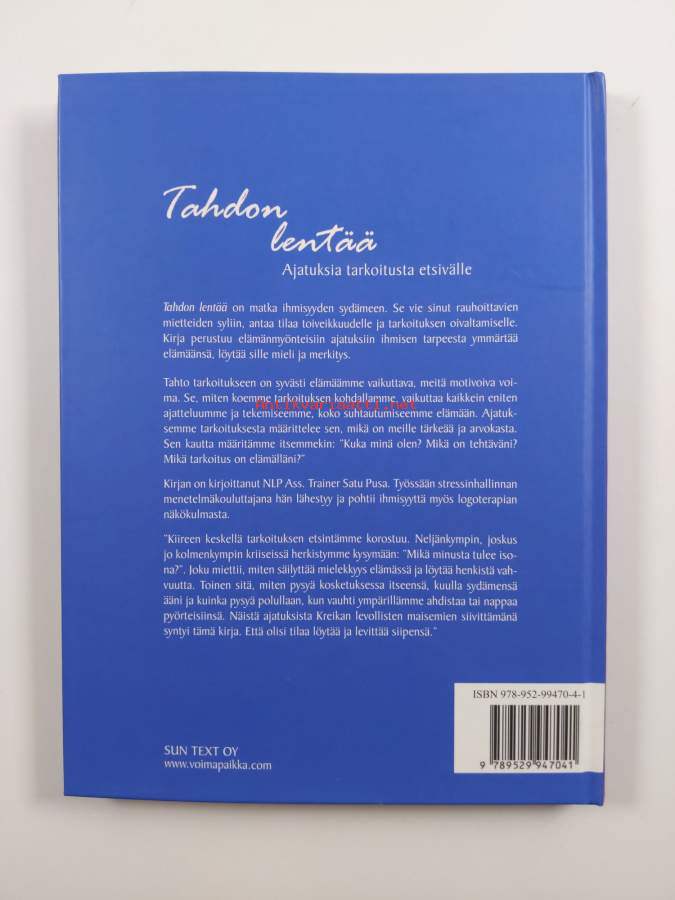 Tahdon
lentää
Ajatuksia tarkoitusta etsivälle
Tahdon lentää on matka ihmisyyden sydämeen. Se vie sinut rauhoittavien
mietteiden syliin, antaa tilaa toiveikkuudelle ja tarkoituksen oivaltamiselle.
Kirja perustuu elämänmyönteisiin ajatuksiin ihmisen tarpeesta ymmärtää
elämäänsä, löytää sille mieli ja merkitys.
Tahto tarkoitukseen on syvästi elämäämme vaikuttava, meitä motivoiva voi-
ma. Se, miten koemme tarkoituksen kohdallamme, vaikuttaa kaikkein eniten
ajatteluumme ja tekemiseemme, koko suhtautumiseemme elämään. Ajatuk-
Antikvariaatti.net
semme tarkoituksesta määrittelee sen, mikä on meille tärkeää ja arvokasta.
Sen kautta määritämme itsemmekin: "Kuka minä olen? Mikä on tehtäväni?
Mikä tarkoitus on elämälläni?"
Kirjan on kirjoittanut NLP Ass. Trainer Satu Pusa. Työssään stressinhallinnan
menetelmäkouluttajana hän lähestyy ja pohtii ihmisyyttä myös logoterapian
näkökulmasta.
"Kiireen keskellä tarkoituksen etsintämme korostuu. Neljänkympin, joskus
jo kolmenkympin kriiseissä herkistymme kysymään: "Mikä minusta tulee iso-
na?". Joku miettii, miten säilyttää mielekkyys elämässä ja löytää henkistä vah-
vuutta. Toinen sitä, miten pysyä kosketuksessa itseensä, kuulla sydämensä
ääni ja kuinka pysyä polullaan, kun vauhti ympärillämme ahdistaa tai nappaa
pyörteisiinsä. Näistä ajatuksista Kreikan levollisten maisemien siivittämänä
syntyi tämä kirja. Että olisi tilaa löytää ja levittää siipensä."
ISBN 978-952-99470-4-1
9 789529 947041
SUN TEXT OY
www.voimapaikka.com